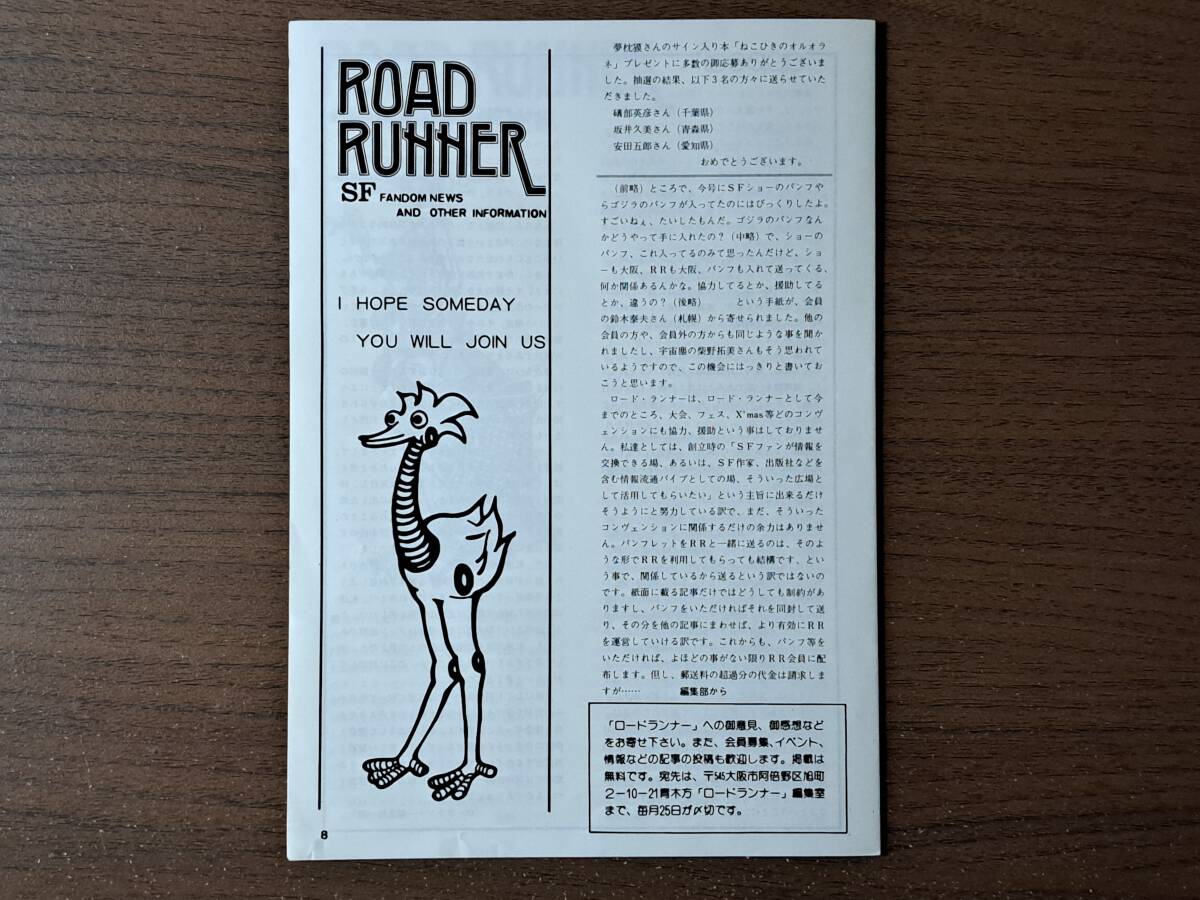 ROAD
RUNNER
SF FANDOM NEWS
AND OTHER INFORMATION
I HOPE SOMEDAY
YOU WILL JOIN US
8
夢枕獏さんのサイン入り本「ねこひきのオルオラ
ネ」プレゼントに多数の御応募ありがとうございま
した。抽選の結果、以下3名の方々に送らせていた
だきました。
礒部英彦さん（千葉県）
坂井久美さん（青森県）
安田五郎さん（愛知県）
おめでとうございます。
（前略）ところで、今号にSFショーのパンフや
らゴジラのパンフが入ってたのにはびっくりしたよ。
すごいねぇ、たいしたもんだ。ゴジラのパンフなん
かどうやって手に入れたの？（中略）で、ショーの
パンフ、これ入ってるのみて思ったんだけど、ショ
ーも大阪、RRも大阪、パンフも入れて送ってくる、
何か関係あるんかな。協力してるとか、援助してる
とか、違うの？（後略）　という手紙が、会員
の鈴木泰夫さん（札幌）から寄せられました。他の
会員の方や、会員外の方からも同じような事を聞か
れましたし、宇宙塵の柴野拓美さんもそう思われて
いるようですので、この機会にはっきりと書いてお
こうと思います。
ロード・ランナーは、ロード・ランナーとして今
までのところ、大会、フェス、X'mas等どのコンヴ
ェンションにも協力、援助という事はしておりませ
ん。私達としては、創立時の「SFファンが情報を
交換できる場、あるいは、SF作家、出版社などを
含む情報流通パイプとしての場、そういった広場と
して活用してもらいたい」という主旨に出来るだけ
そうようにと努力している訳で、まだ、そういった
コンヴェンションに関係するだけの余力はありませ
ん。パンフレットをRRと一緒に送るのは、そのよ
うな形でRRを利用してもらっても結構です、とい
う事で、関係しているから送るという訳ではないの
です。紙面に載る記事だけではどうしても制約があ
りますし、パンフをいただければそれを同封して送
り、その分を他の記事にまわせば、より有効にRR
を運営していける訳です。これからも、パンフ等を
いただければ、よほどの事がない限りRR会員に配
布します。但し、郵送料の超過分の代金は請求しま
すが……　編集部から
「ロードランナー」への御意見、御感想など
をお寄せ下さい。また、会員募集、イベント、
情報などの記事の投稿も歓迎します。掲載は
無料です。宛先は、〒545大阪市阿倍野区旭町
2-10-21青木方「ロードランナー」編集室
まで、毎月25日が〆切です。